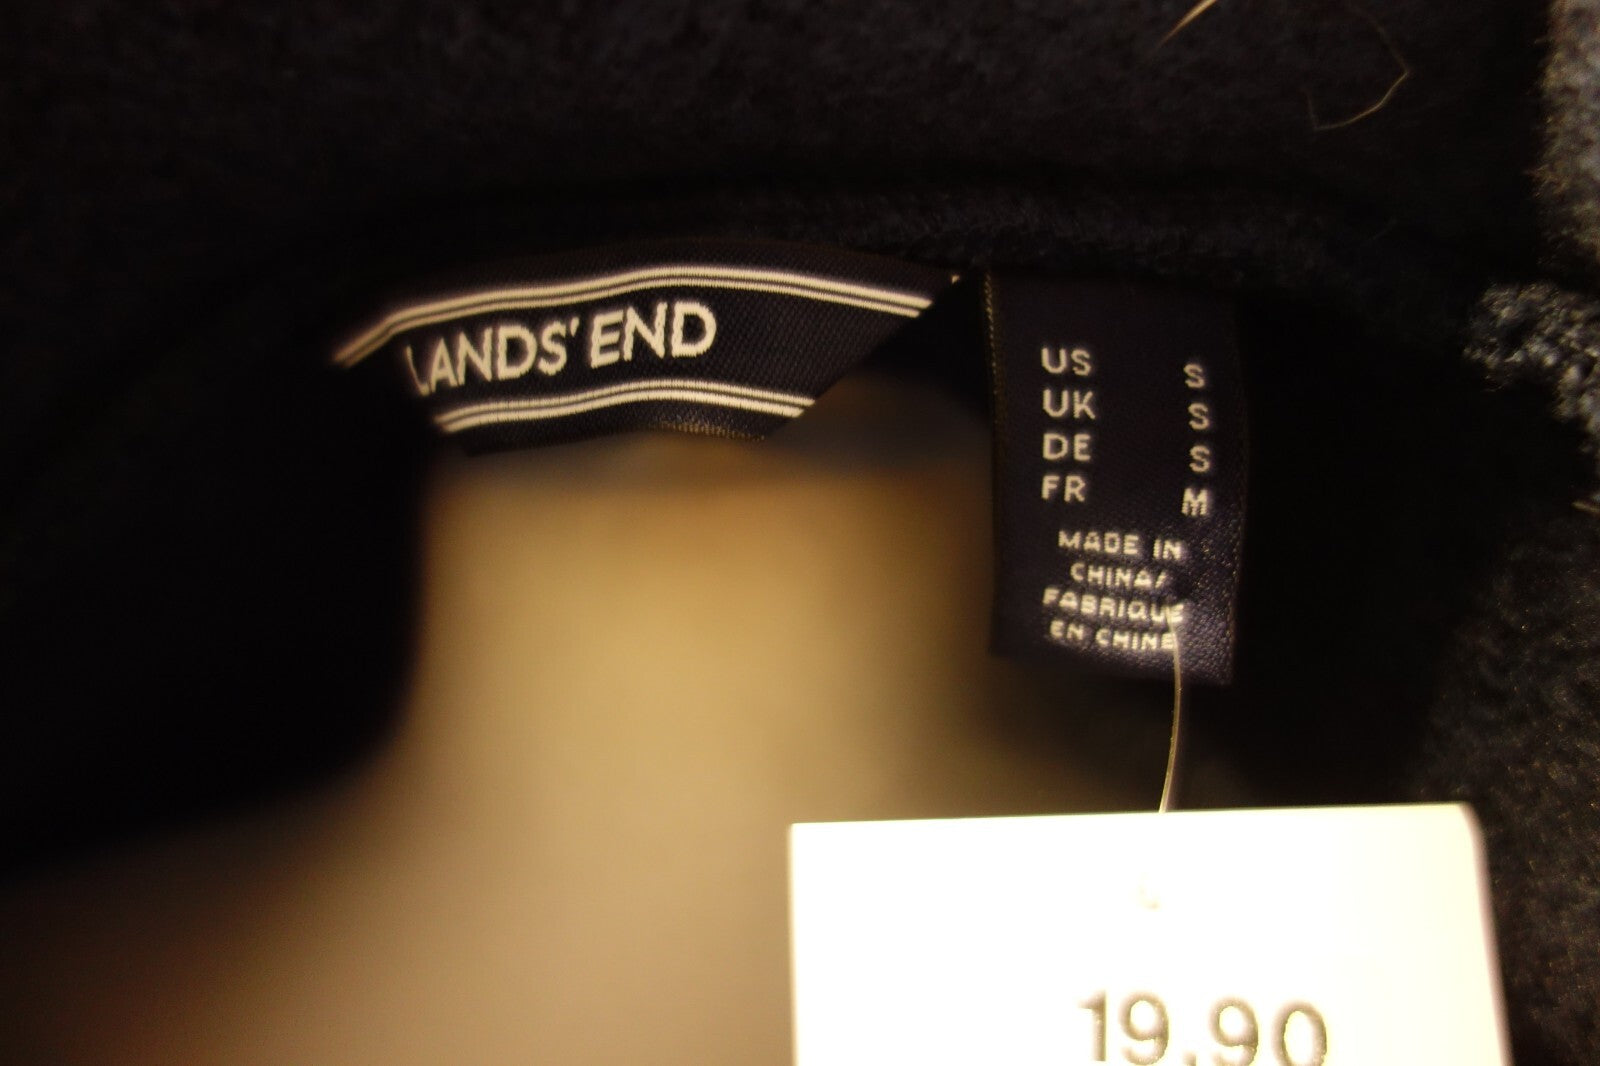 LANDS' END
US S
UK S
DE S
FR M
MADE IN
CHINA/
FABRIQUE
EN CHINE
19.90